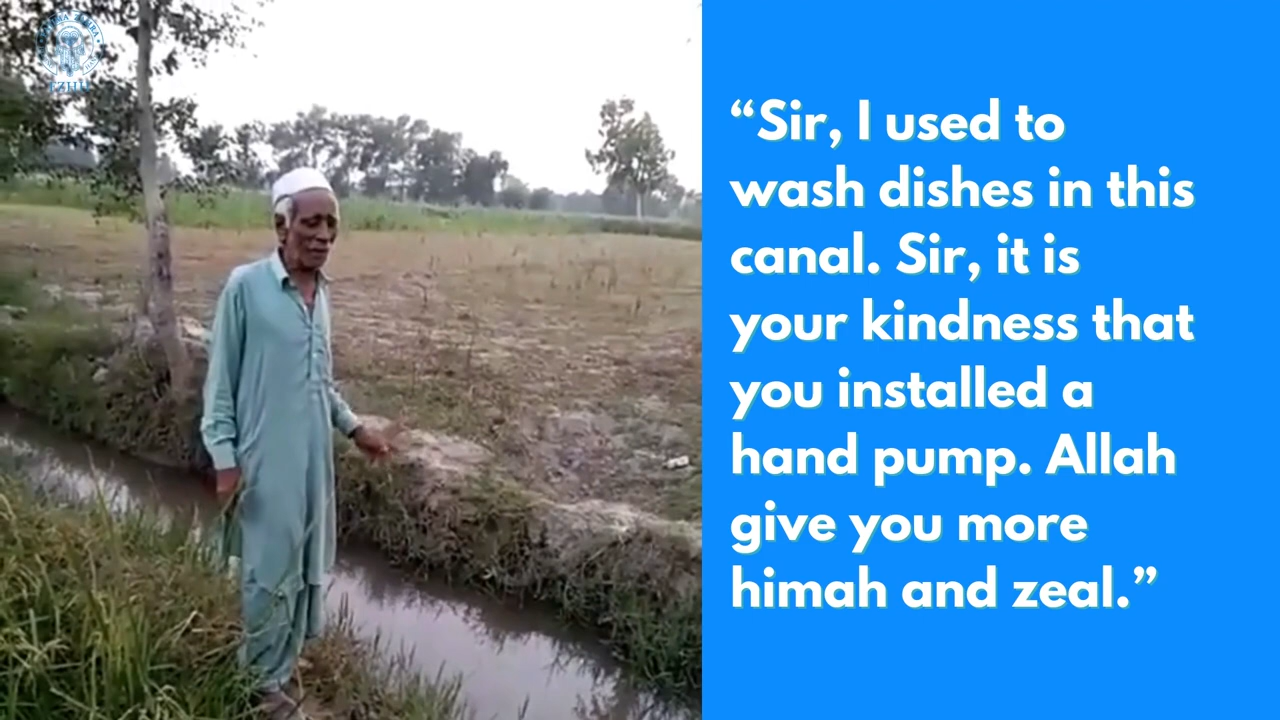 “Sir, I used to
wash dishes in this
canal. Sir, it is
your kindness that
you installed a
hand pump. Allah
give you more
himah and zeal.”